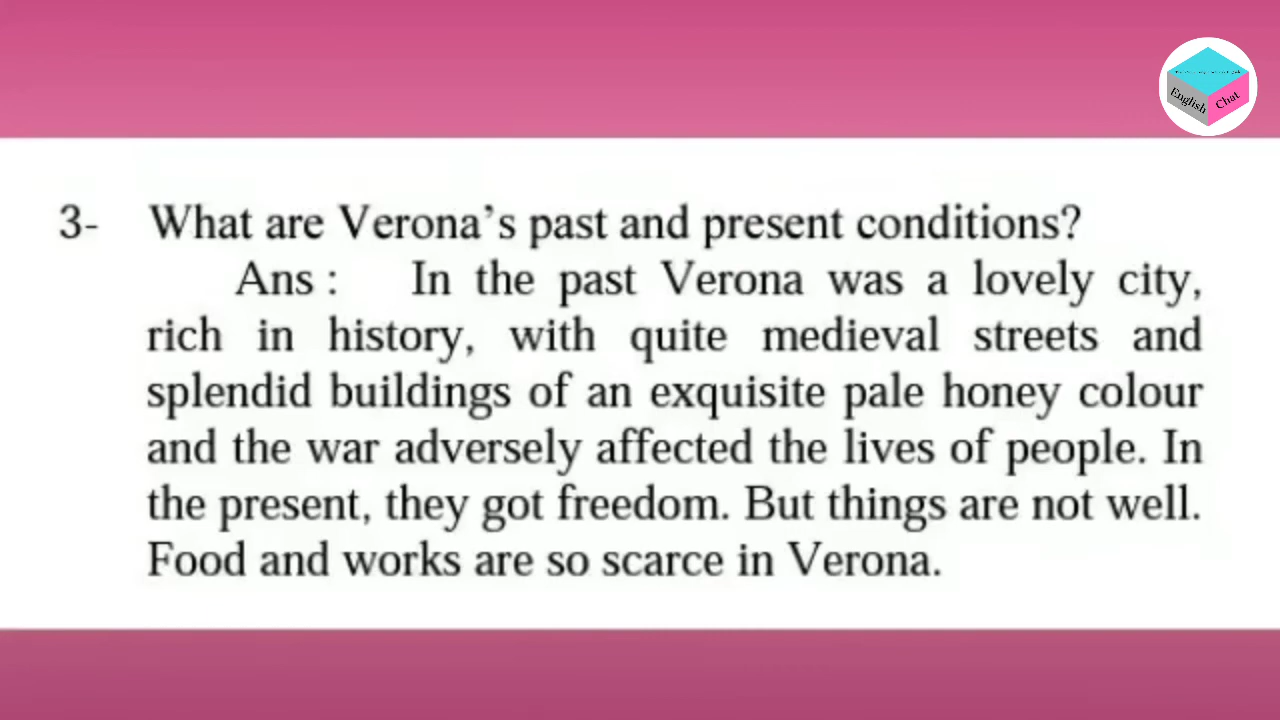 English
Chat
3- What are Verona’s past and present conditions?
Ans : In the past Verona was a lovely city,
rich in history, with quite medieval streets and
splendid buildings of an exquisite pale honey colour
and the war adversely affected the lives of people. In
the present, they got freedom. But things are not well.
Food and works are so scarce in Verona.